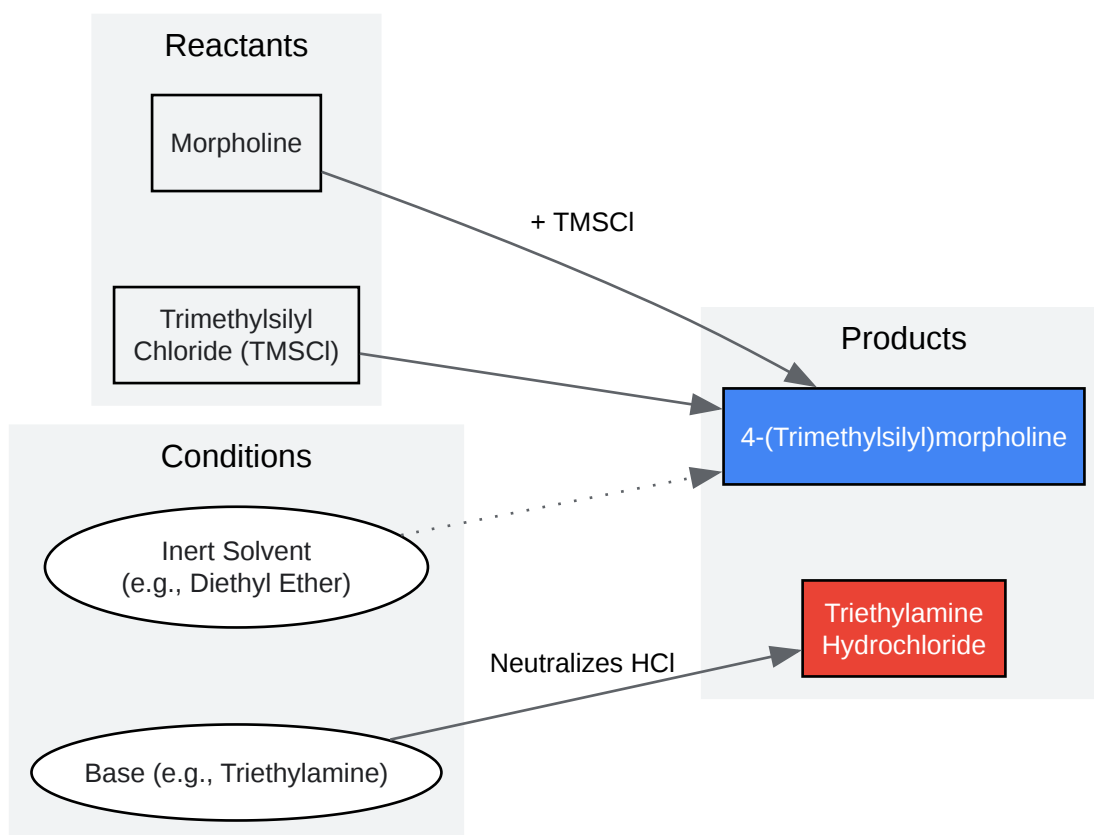 Reactants
Morpholine
+ TMSCl
Trimethylsilyl
Chloride (TMSCl)
Products
4-(Trimethylsilyl)morpholine
Conditions
Inert Solvent
(e.g., Diethyl Ether)
Triethylamine
Hydrochloride
Neutralizes HCl
Base (e.g., Triethylamine)